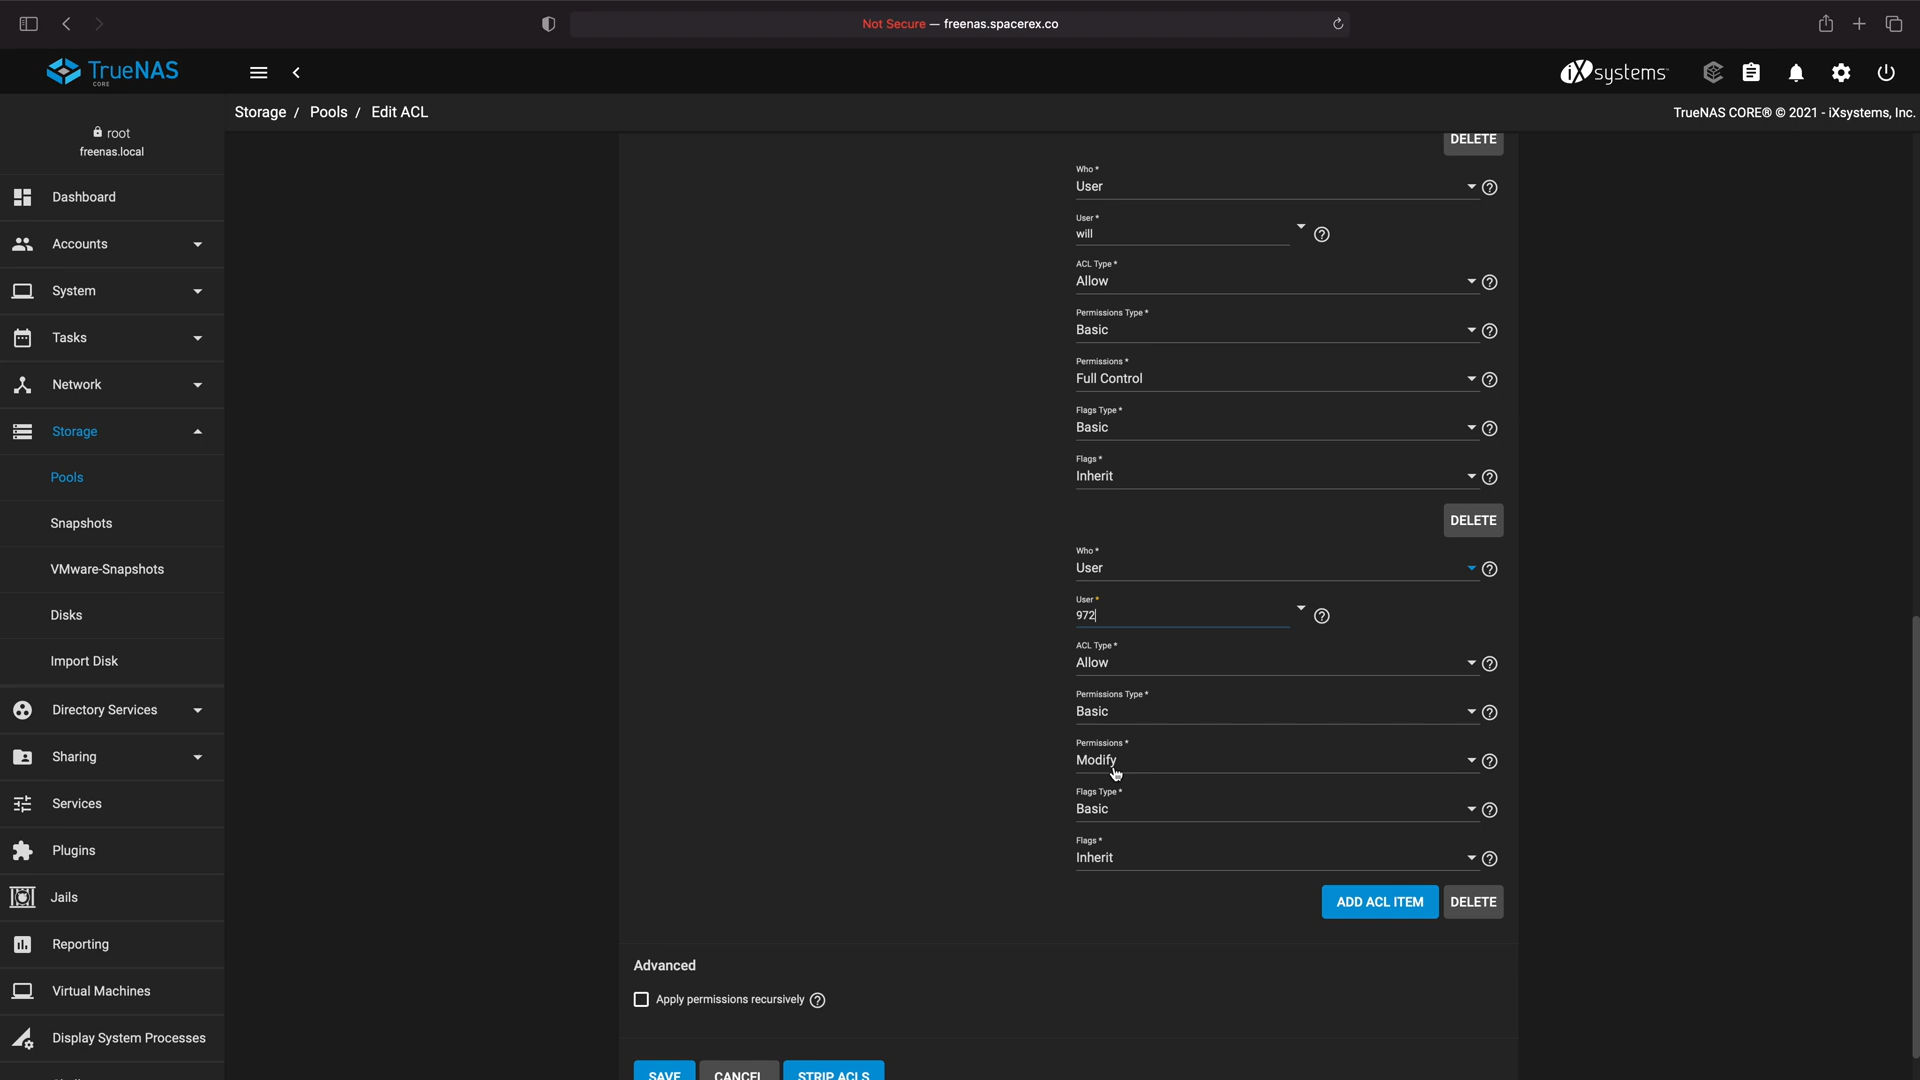 Not Secure — freenas.spacerex.co
TrueNAS
CORE
iXsystems
Storage / Pools / Edit ACL
TrueNAS CORE® © 2021 - iXsystems, Inc.
root
freenas.local
Dashboard
Accounts
System
Tasks
Network
Storage
Pools
Snapshots
VMware-Snapshots
Disks
Import Disk
Directory Services
Sharing
Services
Plugins
Jails
Reporting
Virtual Machines
Display System Processes
DELETE
Who *
User
User *
will
ACL Type *
Allow
Permissions Type *
Basic
Permissions *
Full Control
Flags Type *
Basic
Flags *
Inherit
DELETE
Who *
User
User *
972
ACL Type *
Allow
Permissions Type *
Basic
Permissions *
Modify
Flags Type *
Basic
Flags *
Inherit
ADD ACL ITEM DELETE
Advanced
Apply permissions recursively
SAVE CANCEL STRIP ACLS